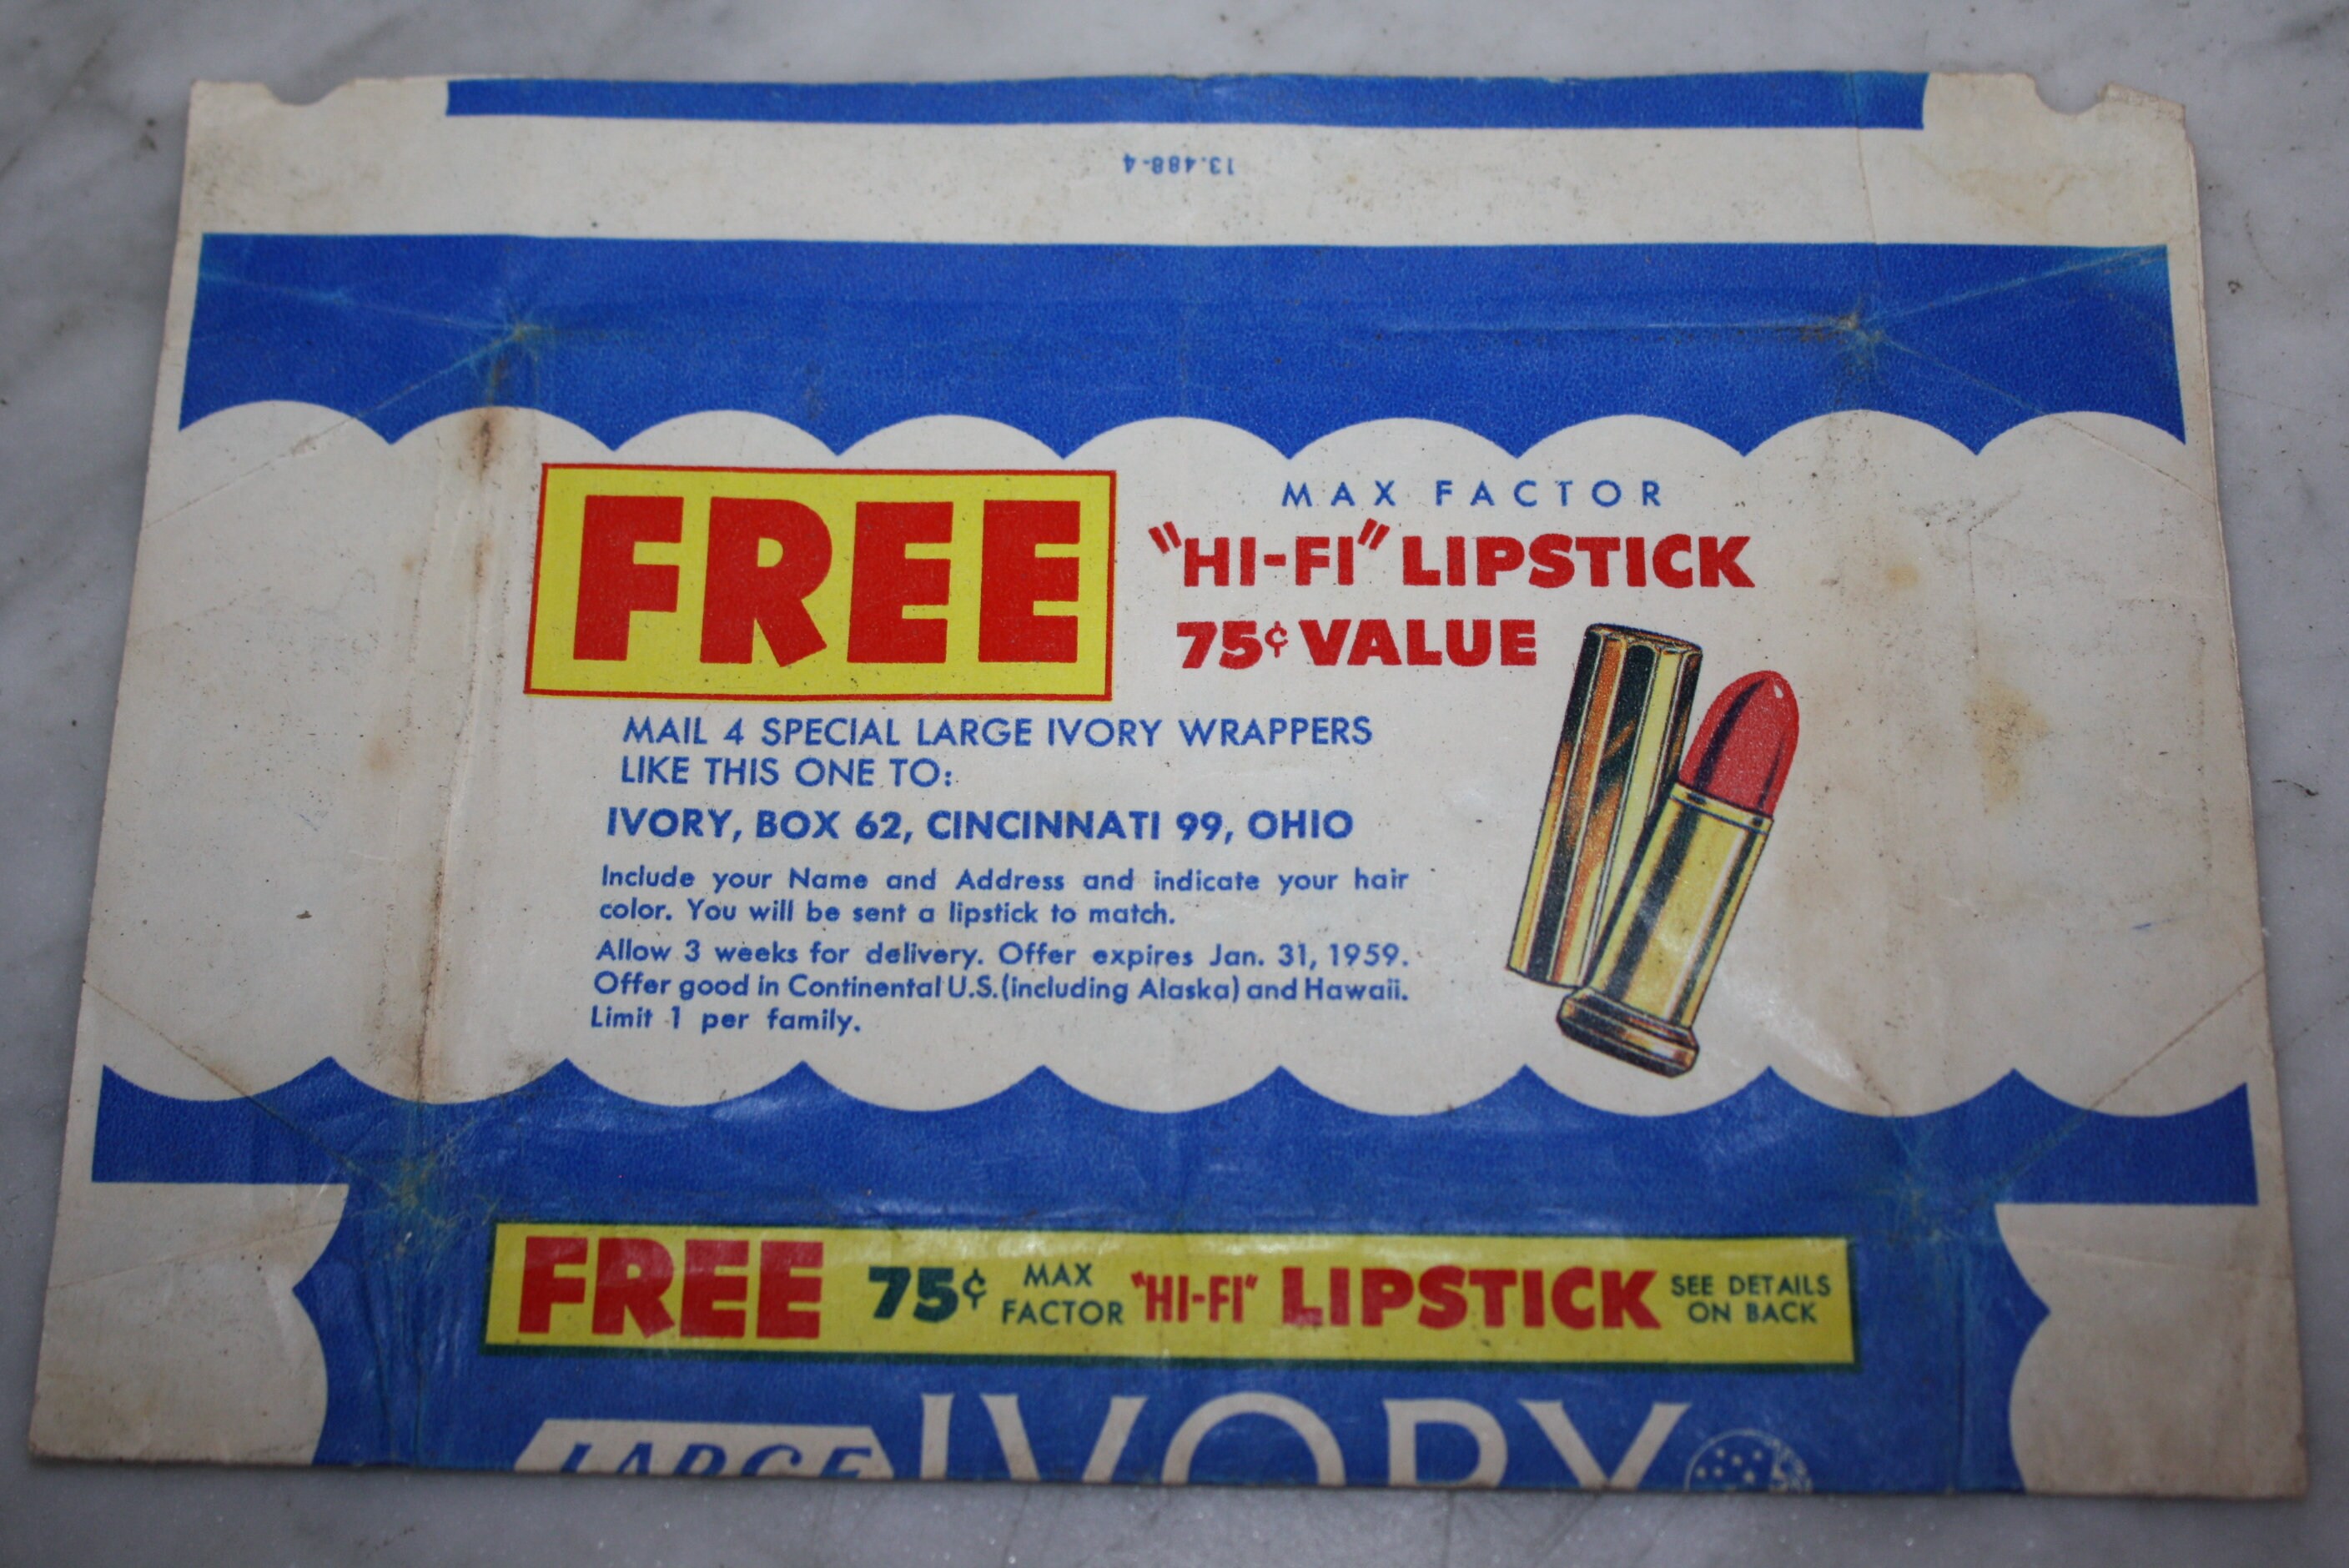 13.488-4
FREE
MAX FACTOR
"HI-FI" LIPSTICK
75¢ VALUE
MAIL 4 SPECIAL LARGE IVORY WRAPPERS
LIKE THIS ONE TO:
IVORY, BOX 62, CINCINNATI 99, OHIO
Include your Name and Address and indicate your hair
color. You will be sent a lipstick to match.
Allow 3 weeks for delivery. Offer expires Jan. 31, 1959.
Offer good in Continental U.S. (including Alaska) and Hawaii.
Limit 1 per family.
FREE 75¢ MAX FACTOR "HI-FI" LIPSTICK SEE DETAILS ON BACK
LARGE IVORY